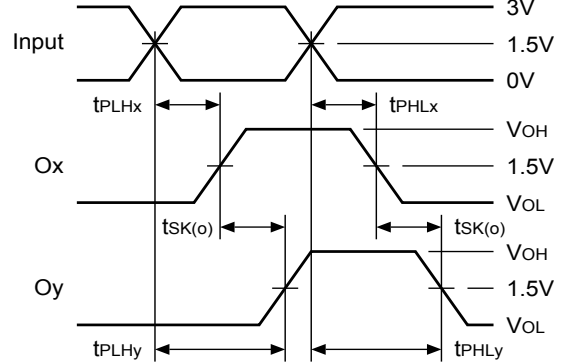 3V
Input
1.5V
0V
tPLHx
tPHLx
VOH
Ox
1.5V
VOL
tSK(o)
tSK(o)
VOH
Oy
1.5V
VOL
tPLHy
tPHLy